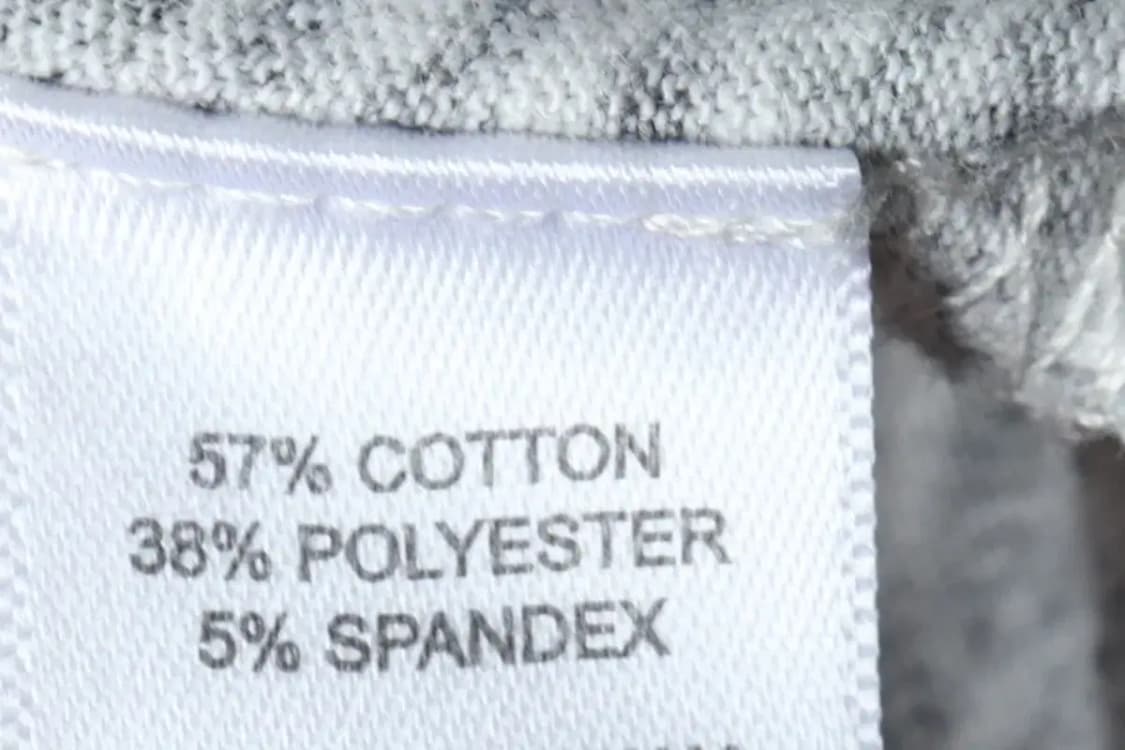 57% COTTON
38% POLYESTER
5% SPANDEX